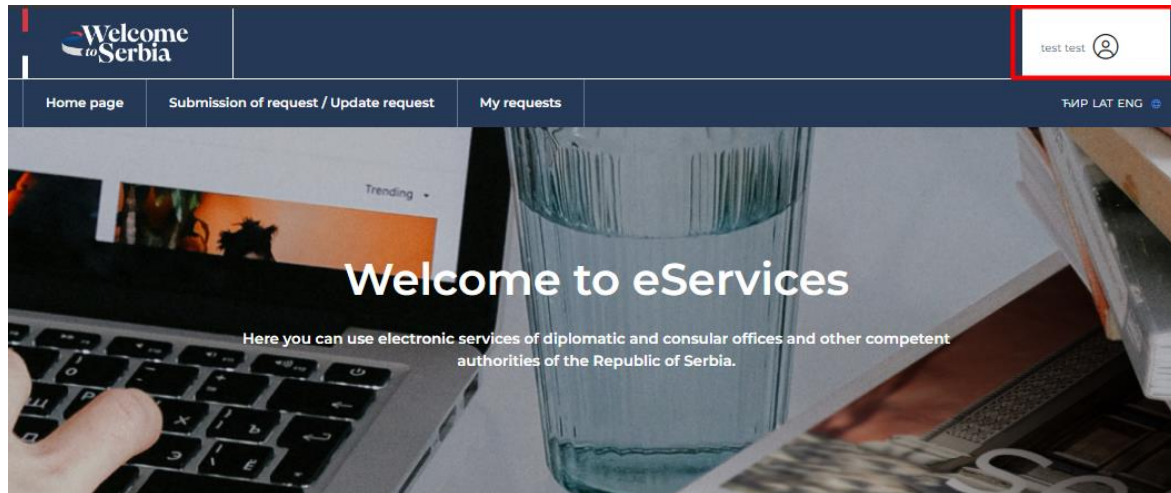 Welcome
to Serbia
test test
Home page
Submission of request / Update request
My requests
ЋИР LAT ENG
Trending
Welcome to eServices
Here you can use electronic services of diplomatic and consular offices and other competent
authorities of the Republic of Serbia.